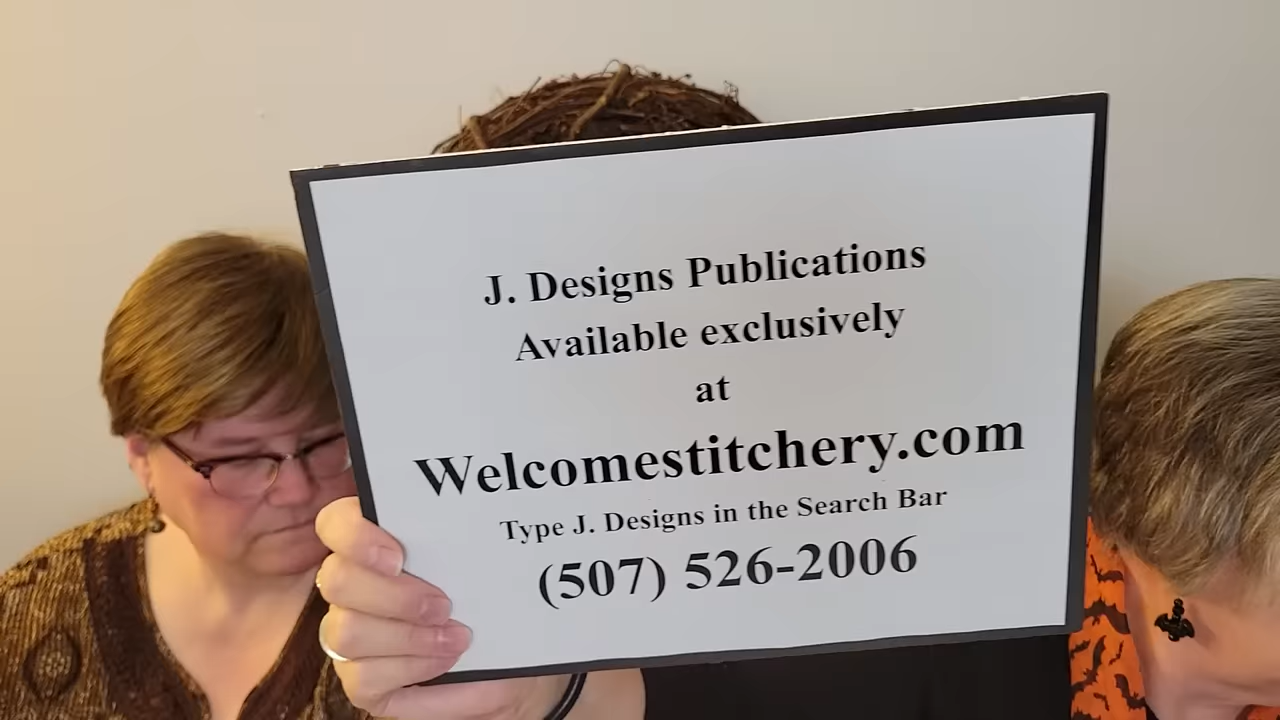 J. Designs Publications
Available exclusively
at
Welcomestitchery.com
Type J. Designs in the Search Bar
(507) 526-2006